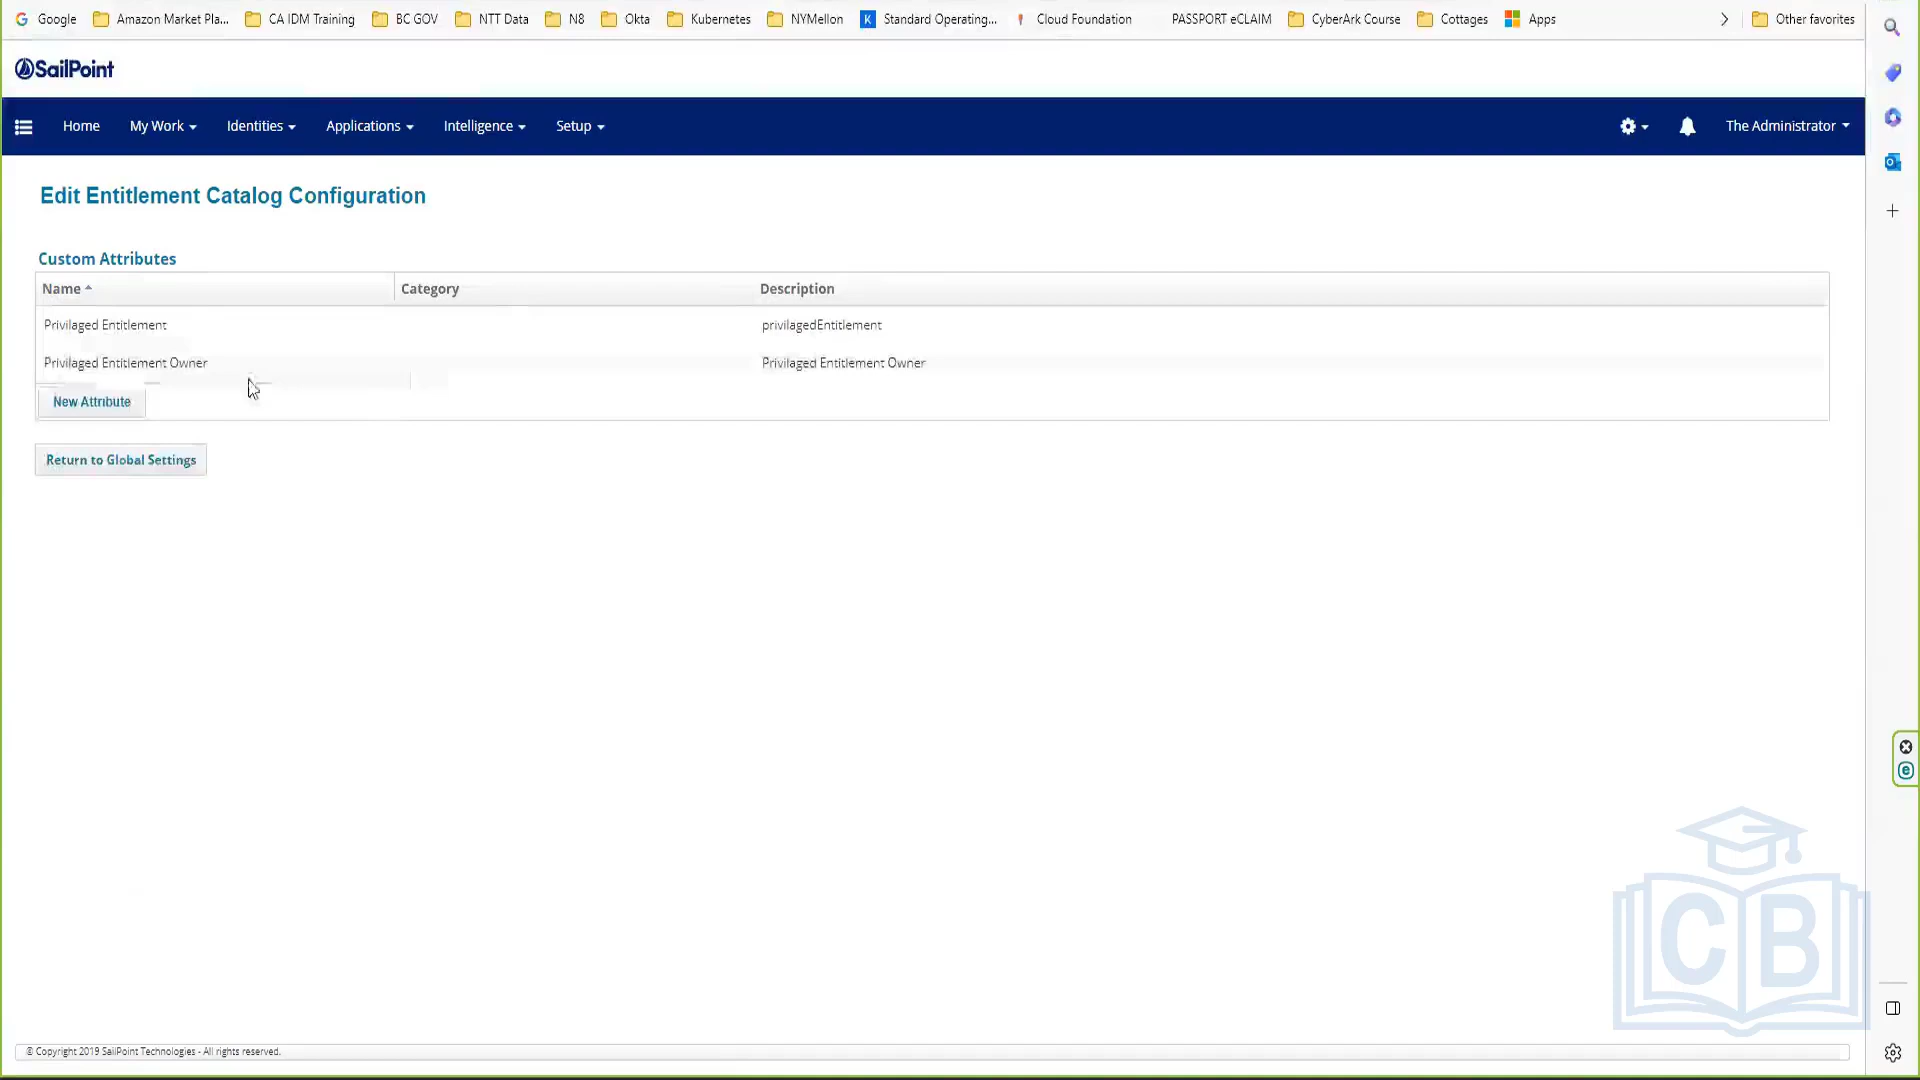 Google Amazon Market Pla... CA IDM Training BC GOV NTT Data N8 Okta Kubernetes NYMellon K Standard Operating... Cloud Foundation PASSPORT eCLAIM CyberArk Course Cottages Apps Other favorites
SailPoint
Home My Work Identities Applications Intelligence Setup The Administrator
Edit Entitlement Catalog Configuration
Custom Attributes
Name Category Description
Privilaged Entitlement privilagedEntitlement
Privilaged Entitlement Owner Privilaged Entitlement Owner
New Attribute
Return to Global Settings
CB
© Copyright 2019 SailPoint Technologies - All rights reserved.